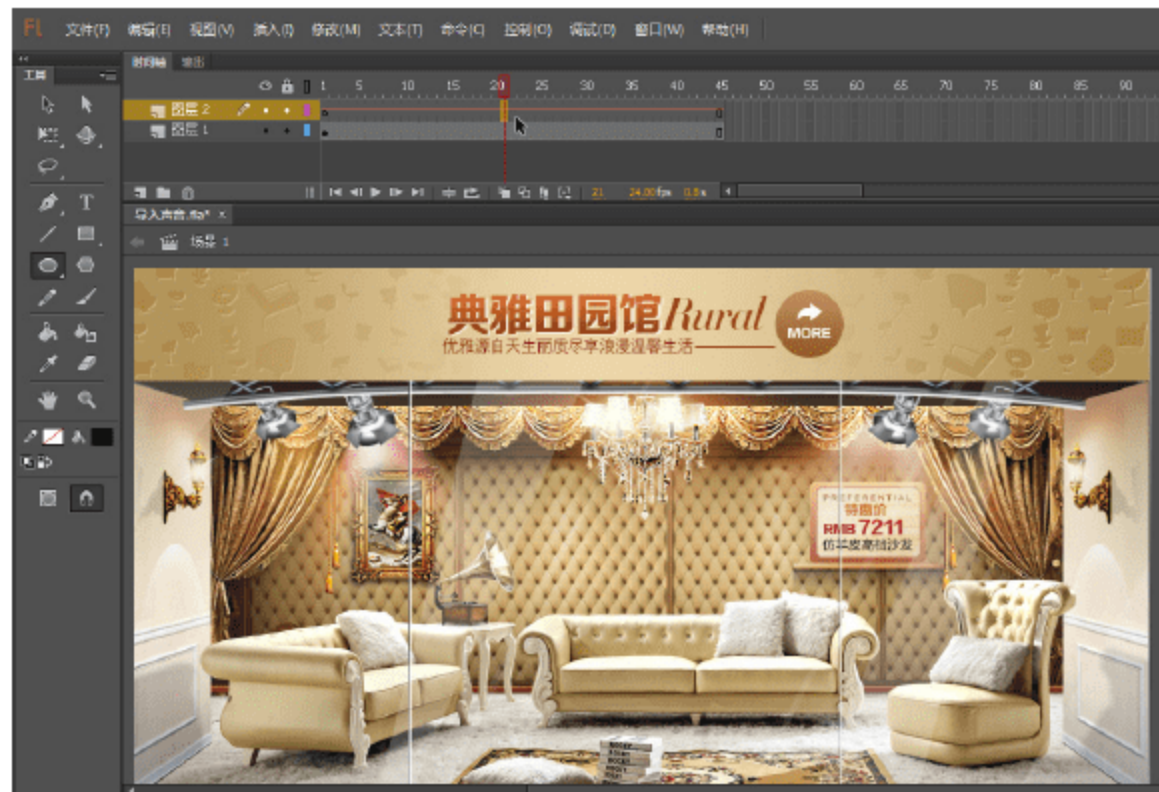 Fl 文件(F) 编辑(E) 视图(V) 插入(I) 修改(M) 文本(T) 命令(C) 控制(O) 调试(D) 窗口(W) 帮助(H)
时间轴 输出
工具
1 5 10 15 20 25 30 35 40 45 50 55 60 65 70 75 80 85 90
图层 2
图层 1
21 24.00fps 0.8s
导入声音.fla* ×
T
场景 1
典雅田园馆Rural
MORE
优雅源自天生丽质尽享浪漫温馨生活
PREFERENTIAL
特惠价
RMB 7211
仿羊皮高档沙发